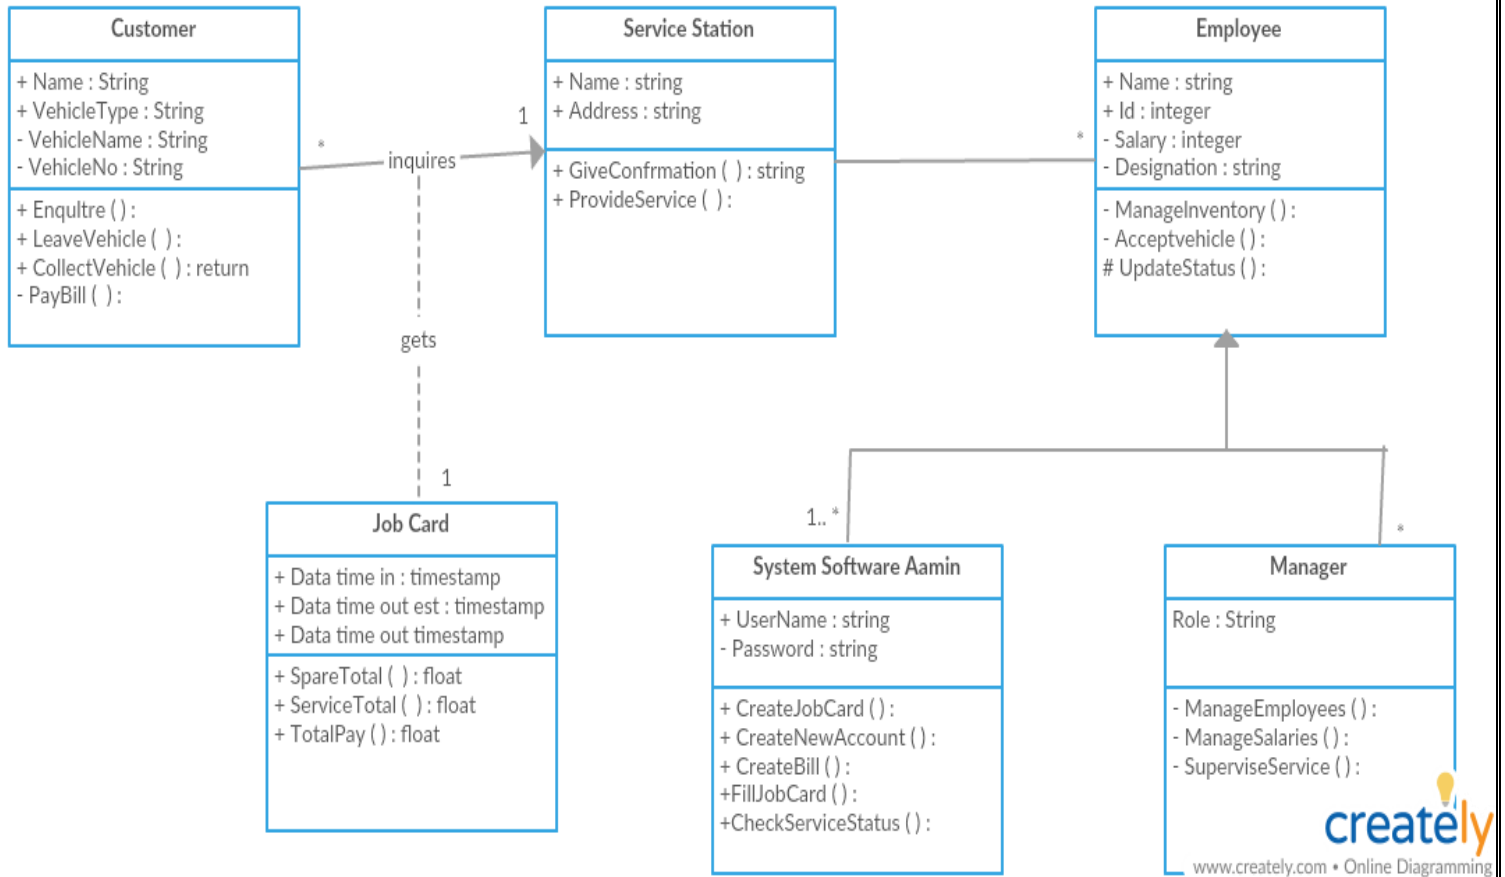 Customer
+ Name : String
+ VehicleType : String
- VehicleName : String
- VehicleNo : String
+ EnquItre ( ) :
+ LeaveVehicle ( ) :
+ CollectVehicle ( ) : return
- PayBill ( ) :
*
inquires
1
Service Station
+ Name : string
+ Address : string
+ GiveConfrmation ( ) : string
+ ProvideService ( ) :
*
Employee
+ Name : string
+ Id : integer
- Salary : integer
- Designation : string
- ManageInventory ( ) :
- Acceptvehicle ( ) :
# UpdateStatus ( ) :
gets
1
Job Card
+ Data time in : timestamp
+ Data time out est : timestamp
+ Data time out timestamp
+ SpareTotal ( ) : float
+ ServiceTotal ( ) : float
+ TotalPay ( ) : float
1.. *
System Software Aamin
+ UserName : string
- Password : string
+ CreateJobCard ( ) :
+ CreateNewAccount ( ) :
+ CreateBill ( ) :
+FillJobCard ( ) :
+CheckServiceStatus ( ) :
*
Manager
Role : String
- ManageEmployees ( ) :
- ManageSalaries ( ) :
- SuperviseService ( ) :
creately
www.creately.com • Online Diagramming